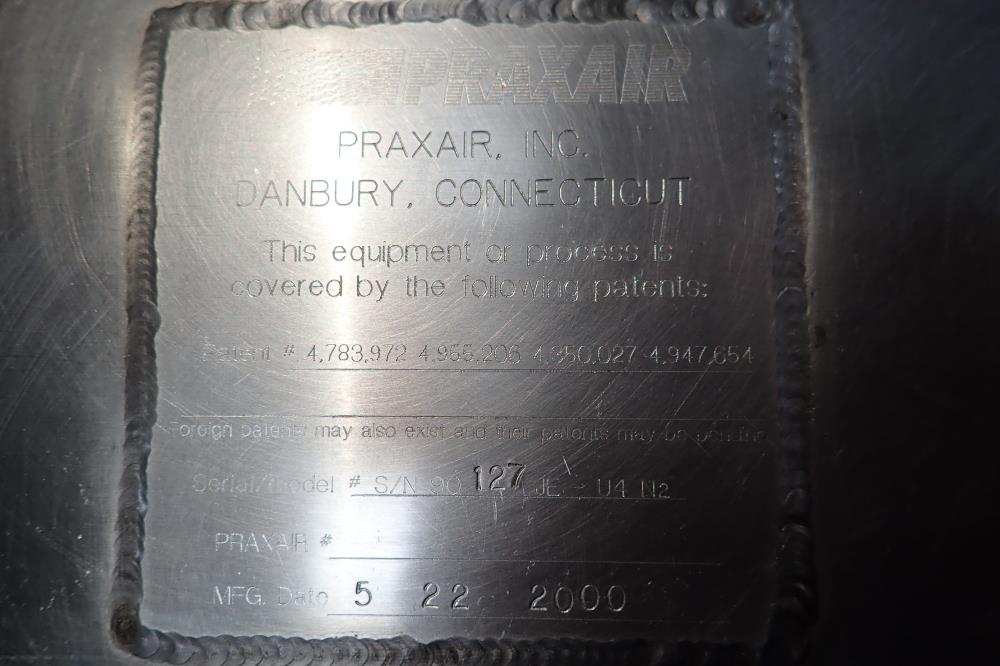 PRAXAIR
PRAXAIR, INC.
DANBURY, CONNECTICUT
This equipment or process is
covered by the following patents:
Patent # 4,783,972 4,955,206 4,350,027 4,947,654
Foreign patents may also exist and their patents may be pending
Serial/Model # S/N 90 127 JE - U4 N2
PRAXAIR #
MFG. Date 5 22 2000